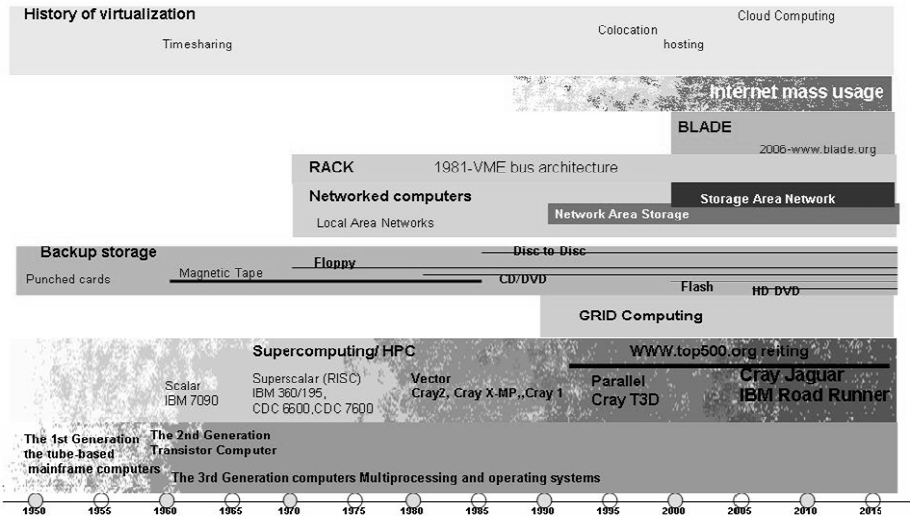 History of virtualization
Cloud Computing
Colocation
Timesharing
hosting
Internet mass usage
BLADE
2006-www.blade.org
RACK
1981-VME bus architecture
Networked computers
Storage Area Network
Network Area Storage
Local Area Networks
Backup storage
Disc to Disc
Floppy
Magnetic Tape
Punched cards
CD/DVD
Flash
HD DVD
GRID Computing
Supercomputing/ HPC
WWW.top500.org reiting
Scalar
IBM 7090
Superscalar (RISC)
IBM 360/195,
CDC 6600,CDC 7600
Vector
Cray2, Cray X-MP,,Cray 1
Parallel
Cray T3D
Cray Jaguar
IBM Road Runner
The 1st Generation
the tube-based
mainframe computers
The 2nd Generation
Transistor Computer
The 3rd Generation computers Multiprocessing and operating systems
1950 1955 1960 1965 1970 1975 1980 1985 1990 1995 2000 2005 2010 2015